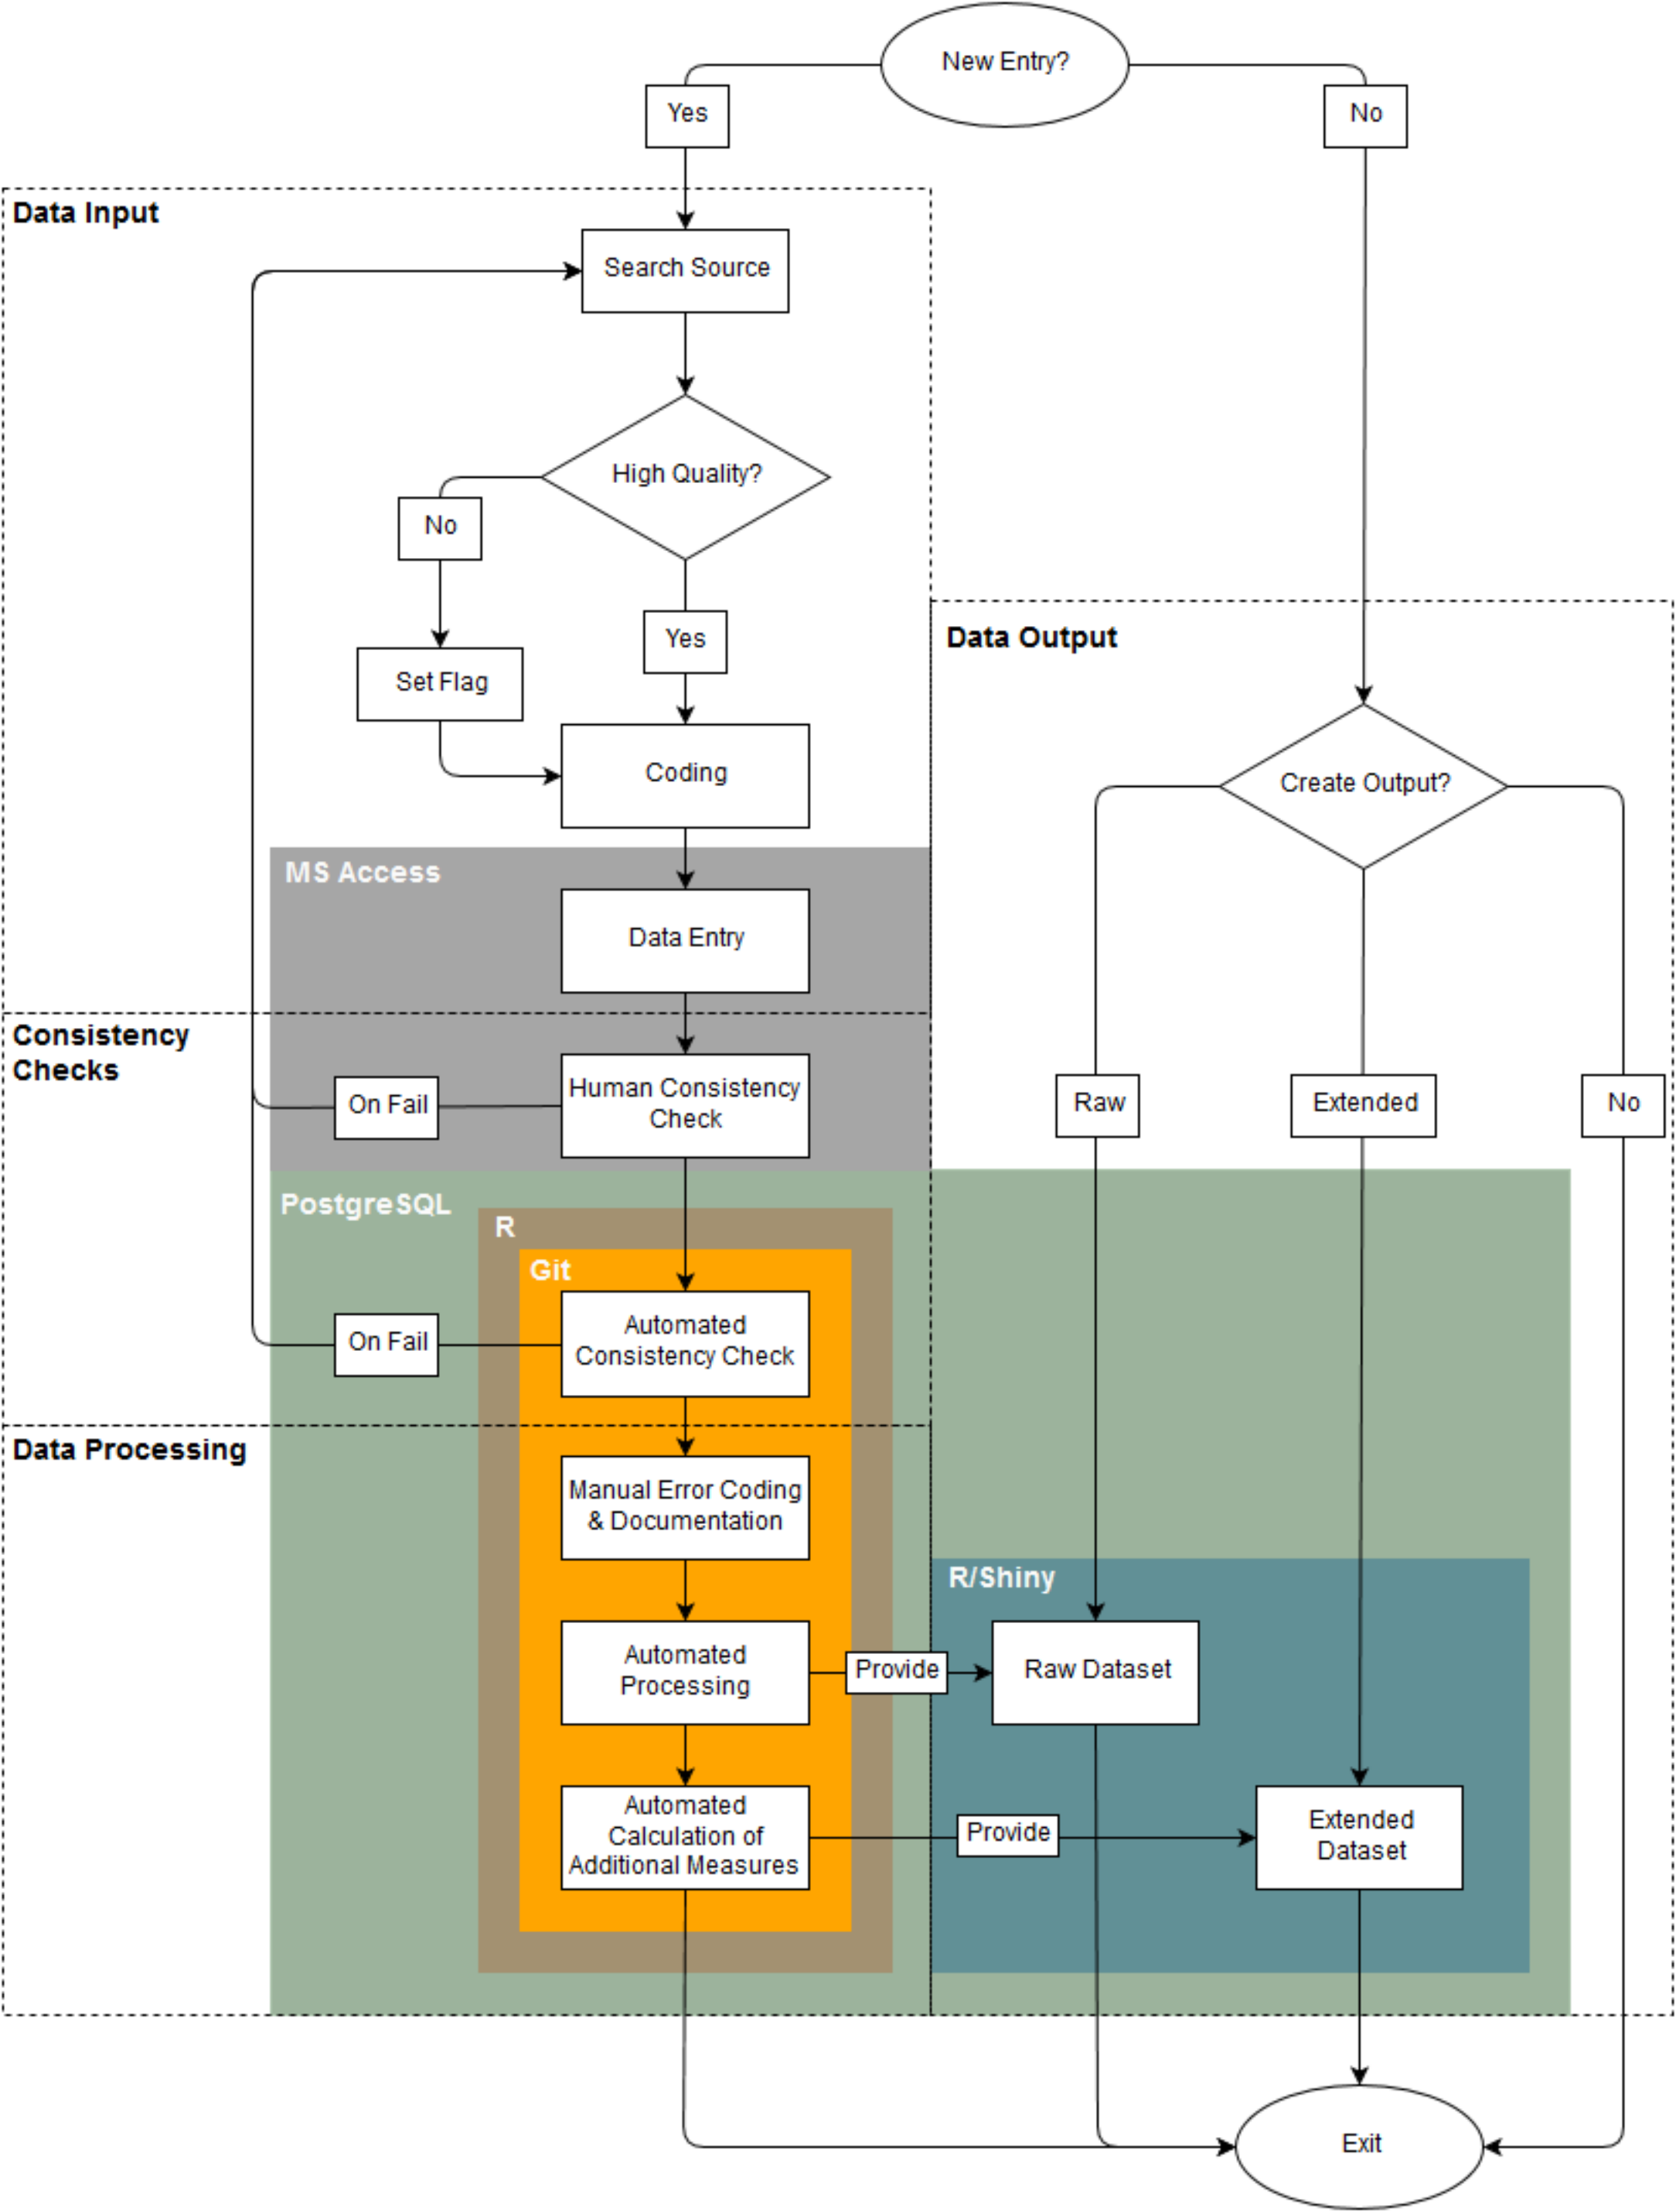 New Entry?
Yes
No
Data Input
Search Source
High Quality?
No
Yes
Set Flag
Coding
MS Access
Data Entry
Consistency
Checks
Human Consistency
Check
On Fail
PostgreSQL
R
Git
Automated
Consistency Check
On Fail
Data Processing
Manual Error Coding
& Documentation
Automated
Processing
Provide
Automated
Calculation of
Additional Measures
Provide
Data Output
Create Output?
Raw
Extended
No
R/Shiny
Raw Dataset
Extended
Dataset
Exit